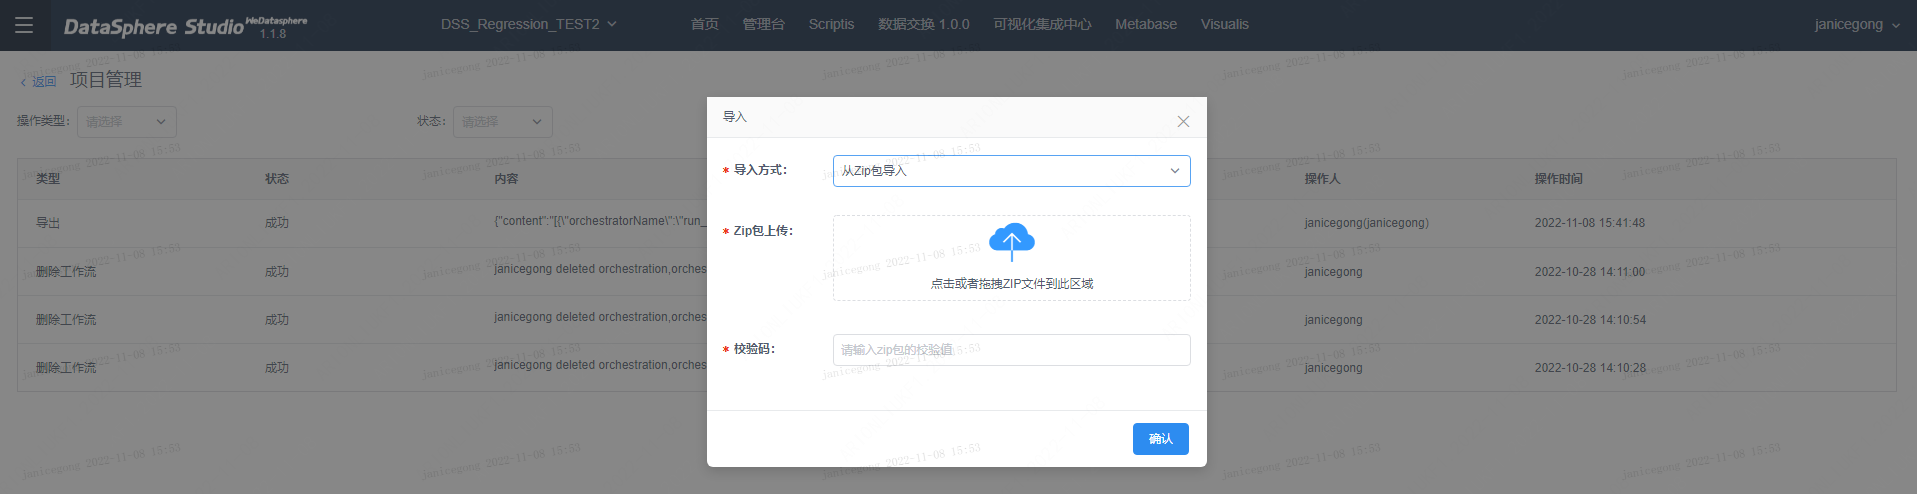 DataSphere Studio WeDatasphere 1.1.8
DSS_Regression_TEST2
首页 管理台 Scriptis 数据交换 1.0.0 可视化集成中心 Metabase Visualis
janicegong
返回 项目管理
操作类型: 请选择 状态: 请选择
类型 状态 内容 操作人 操作时间
导出 成功 {"content":"[{\"orchestratorName\":\"run_ janicegong(janicegong) 2022-11-08 15:41:48
删除工作流 成功 janicegong deleted orchestration,orches janicegong 2022-10-28 14:11:00
删除工作流 成功 janicegong deleted orchestration,orches janicegong 2022-10-28 14:10:54
删除工作流 成功 janicegong deleted orchestration,orches janicegong 2022-10-28 14:10:28
导入
* 导入方式: 从Zip包导入
* Zip包上传:
点击或者拖拽ZIP文件到此区域
* 校验码: 请输入zip包的校验值
确认
janicegong 2022-11-08 15:53